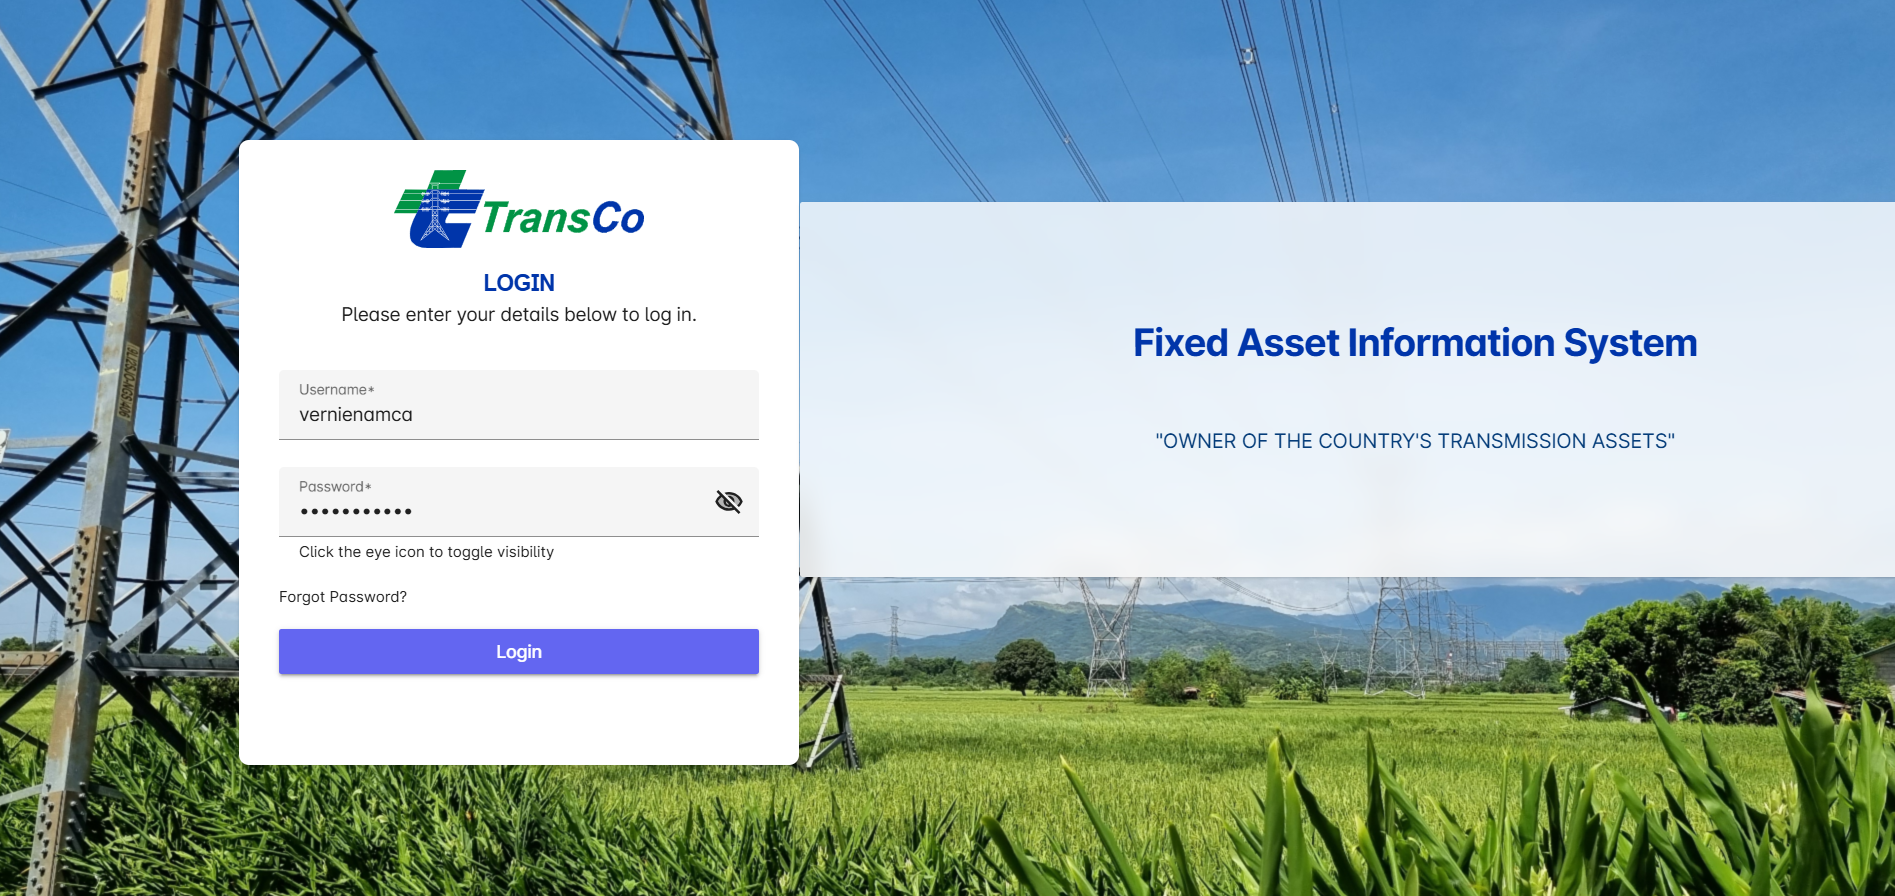 TransCo
LOGIN
Please enter your details below to log in.
Username*
vernienamca
Password*
•••••••••••
Click the eye icon to toggle visibility
Forgot Password?
Login
Fixed Asset Information System
"OWNER OF THE COUNTRY'S TRANSMISSION ASSETS"